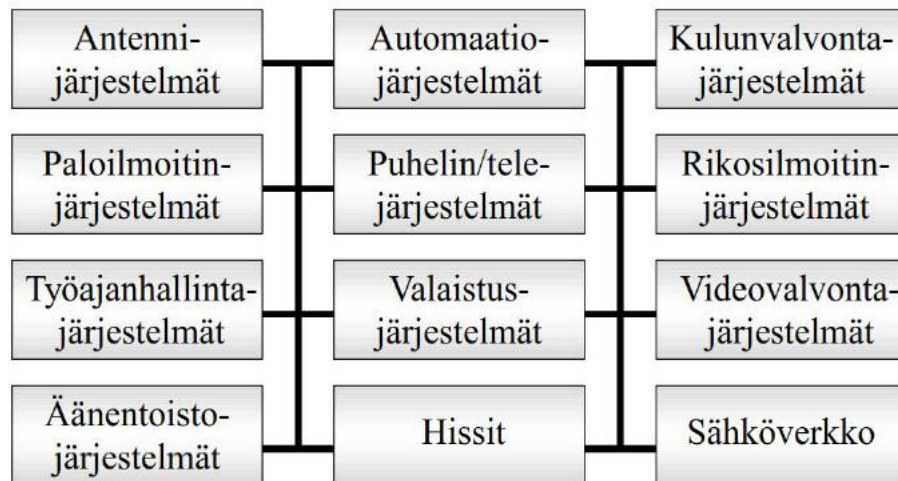 Antenni-
järjestelmät
Automaatio-
järjestelmät
Kulunvalvonta-
järjestelmät
Paloilmoitin-
järjestelmät
Puhelin/tele-
järjestelmät
Rikosilmoitin-
järjestelmät
Työajanhallinta-
järjestelmät
Valaistus-
järjestelmät
Videovalvonta-
järjestelmät
Äänentoisto-
järjestelmät
Hissit
Sähköverkko